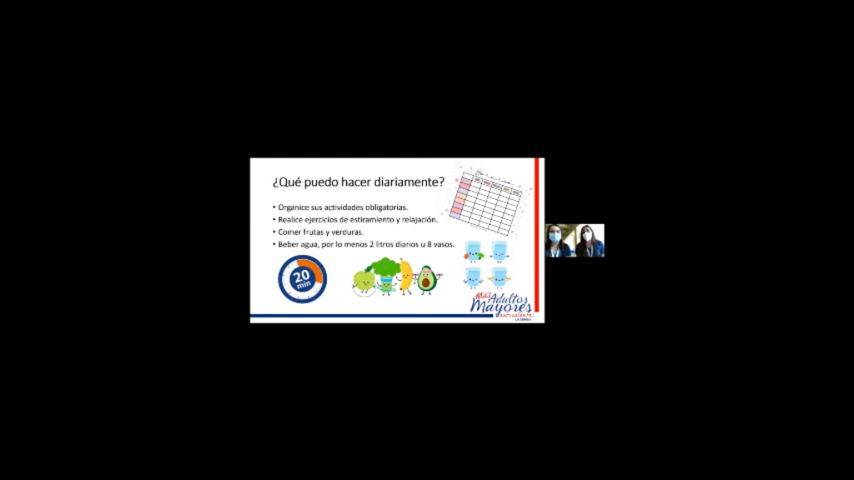 ¿Qué puedo hacer diariamente?
• Organice sus actividades obligatorias.
• Realice ejercicios de estiramiento y relajación.
• Comer frutas y verduras.
• Beber agua, por lo menos 2 litros diarios u 8 vasos.
20
min
Más Adultos
Mayores